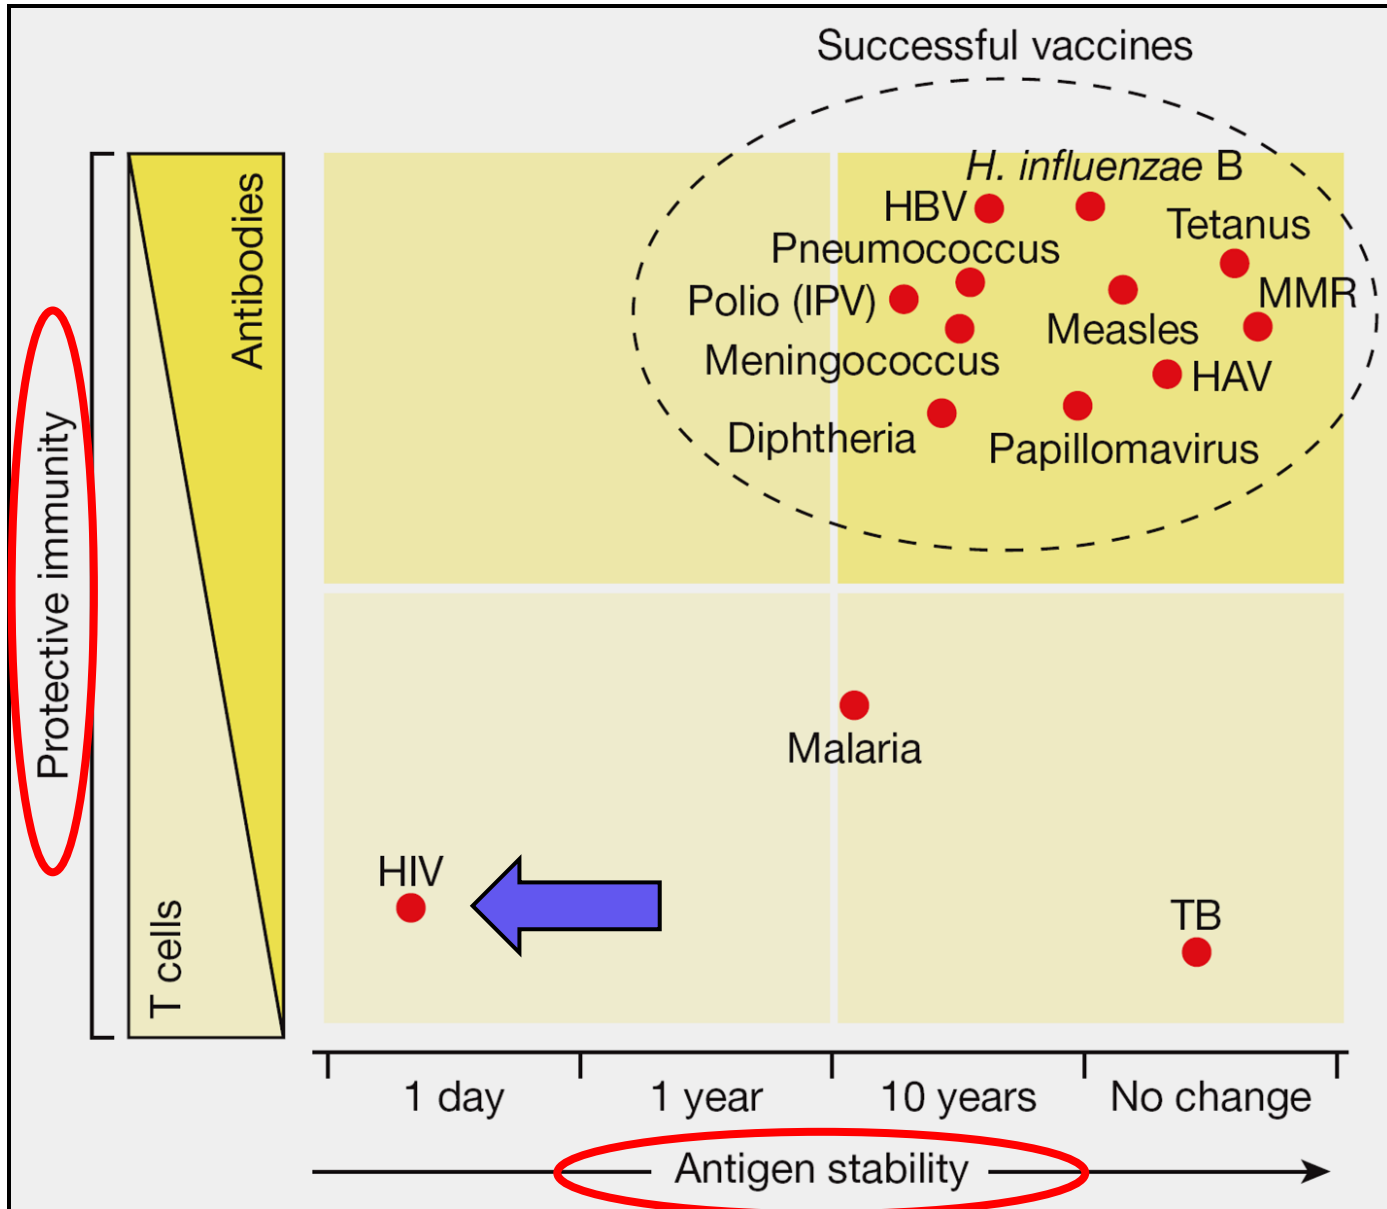 Successful vaccines
H. influenzae B
HBV
Tetanus
Pneumococcus
Polio (IPV)
MMR
Measles
Meningococcus
HAV
Diphtheria
Papillomavirus
Antibodies
Protective immunity
T cells
Malaria
HIV
TB
1 day
1 year
10 years
No change
Antigen stability